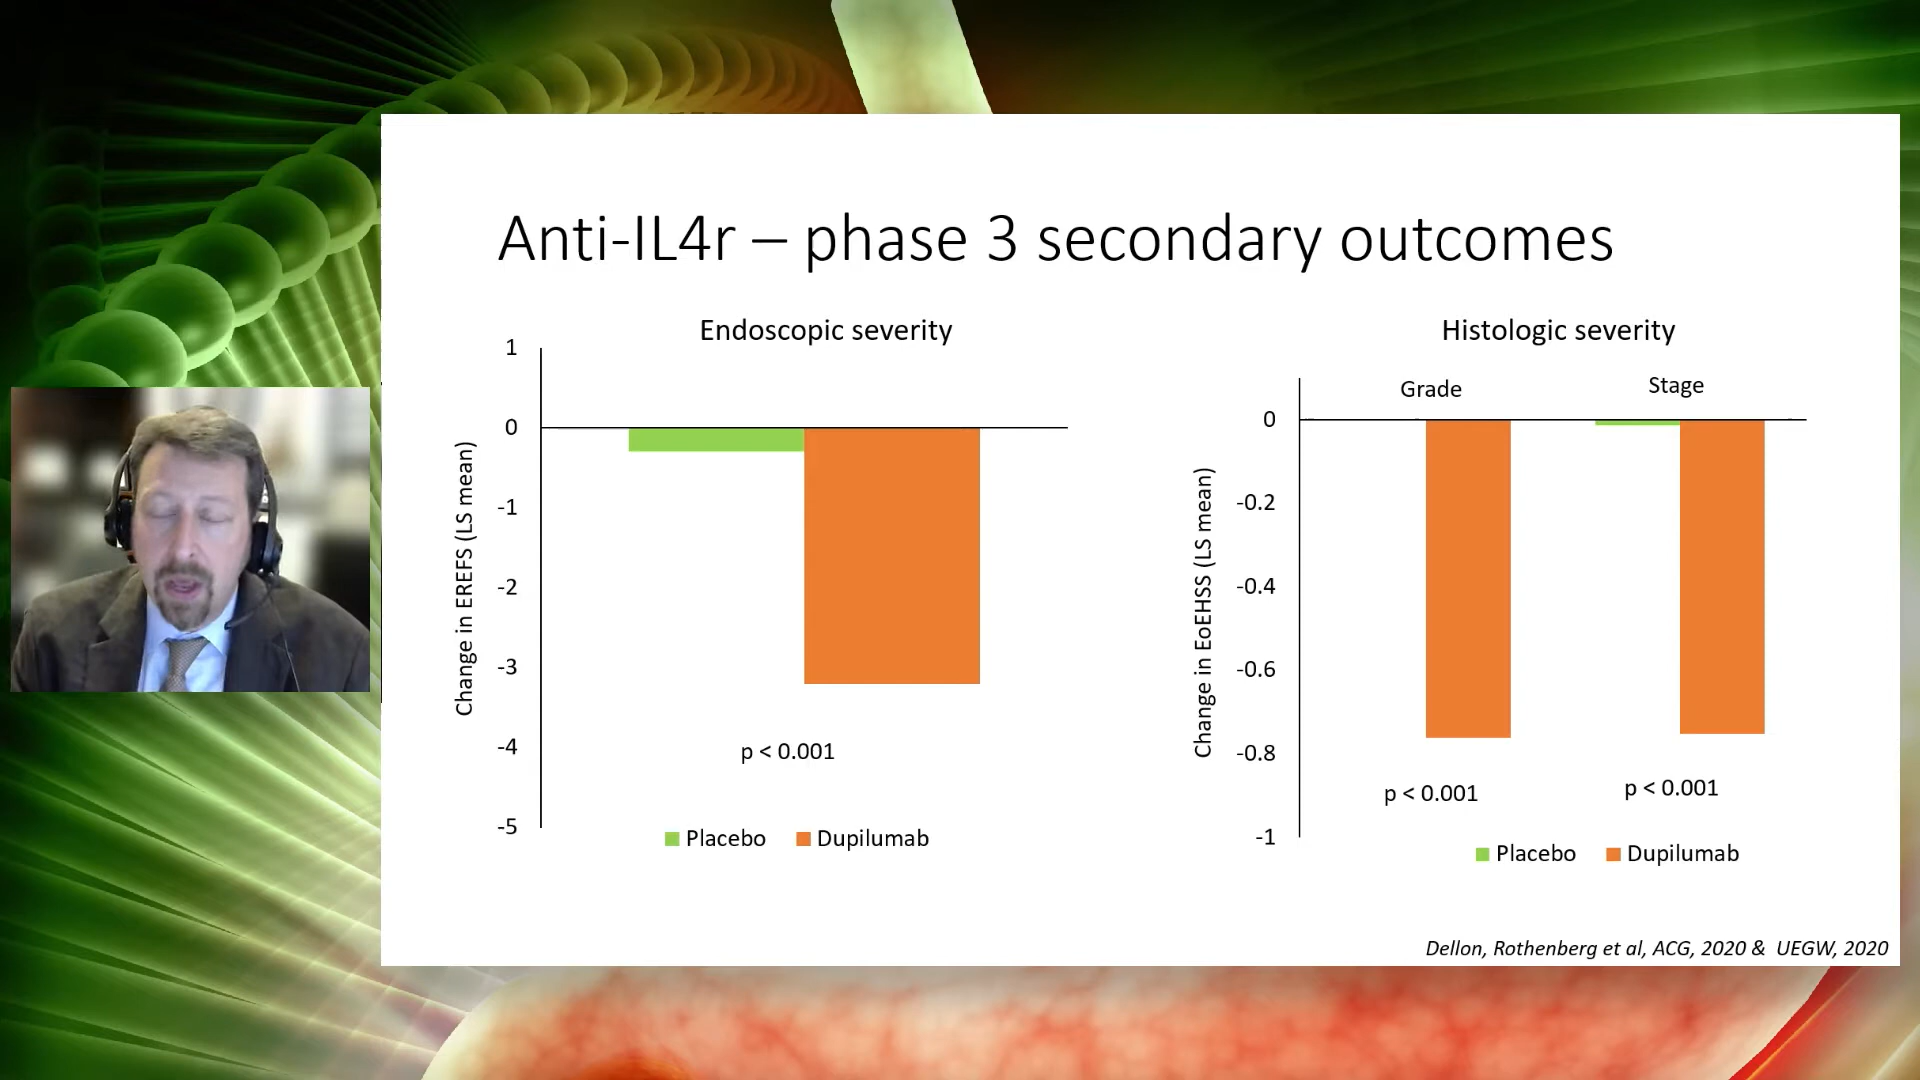 Anti-IL4r – phase 3 secondary outcomes
Endoscopic severity
1
0
-1
-2
-3
-4
-5
Change in EREFS (LS mean)
p < 0.001
Placebo Dupilumab
Histologic severity
Grade Stage
0
-0.2
-0.4
-0.6
-0.8
-1
Change in EoEHSS (LS mean)
p < 0.001 p < 0.001
Placebo Dupilumab
Dellon, Rothenberg et al, ACG, 2020 & UEGW, 2020